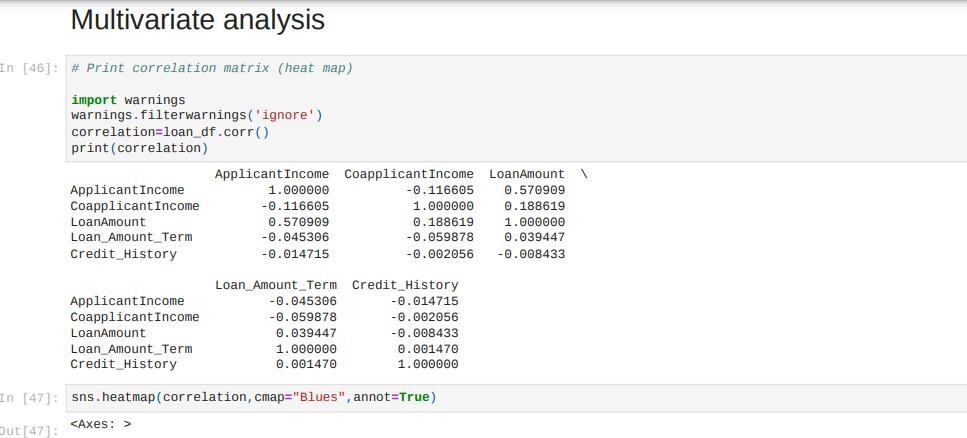 Multivariate analysis
In [46]: # Print correlation matrix (heat map)
import warnings
warnings.filterwarnings('ignore')
correlation=loan_df.corr()
print(correlation)
ApplicantIncome CoapplicantIncome LoanAmount \
ApplicantIncome 1.000000 -0.116605 0.570909
CoapplicantIncome -0.116605 1.000000 0.188619
LoanAmount 0.570909 0.188619 1.000000
Loan_Amount_Term -0.045306 -0.059878 0.039447
Credit_History -0.014715 -0.002056 -0.008433
Loan_Amount_Term Credit_History
ApplicantIncome -0.045306 -0.014715
CoapplicantIncome -0.059878 -0.002056
LoanAmount 0.039447 -0.008433
Loan_Amount_Term 1.000000 0.001470
Credit_History 0.001470 1.000000
In [47]: sns.heatmap(correlation,cmap="Blues",annot=True)
Out[47]: <Axes: >